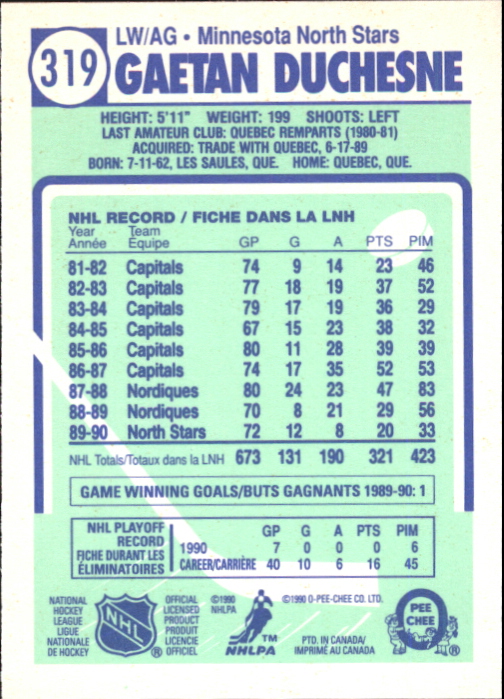 319
LW/AG • Minnesota North Stars
GAETAN DUCHESNE
HEIGHT: 5'11" WEIGHT: 199 SHOOTS: LEFT
LAST AMATEUR CLUB: QUEBEC REMPARTS (1980-81)
ACQUIRED: TRADE WITH QUEBEC, 6-17-89
BORN: 7-11-62, LES SAULES, QUE. HOME: QUEBEC, QUE.
NHL RECORD / FICHE DANS LA LNH
Year Team
Année Équipe GP G A PTS PIM
81-82 Capitals 74 9 14 23 46
82-83 Capitals 77 18 19 37 52
83-84 Capitals 79 17 19 36 29
84-85 Capitals 67 15 23 38 32
85-86 Capitals 80 11 28 39 39
86-87 Capitals 74 17 35 52 53
87-88 Nordiques 80 24 23 47 83
88-89 Nordiques 70 8 21 29 56
89-90 North Stars 72 12 8 20 33
NHL Totals/Totaux dans la LNH 673 131 190 321 423
GAME WINNING GOALS/BUTS GAGNANTS 1989-90: 1
NHL PLAYOFF
RECORD
FICHE DURANT LES
ÉLIMINATOIRES
GP G A PTS PIM
1990 7 0 0 0 6
CAREER/CARRIÈRE 40 10 6 16 45
NATIONAL
HOCKEY
LEAGUE
LIGUE
NATIONALE
DE HOCKEY
NHL
®
OFFICIAL
LICENSED
PRODUCT
PRODUIT
LICENCIÉ
OFFICIEL
©1990
NHLPA
TM
NHLPA
©1990 O-PEE-CHEE CO. LTD.
PTD. IN CANADA/
IMPRIMÉ AU CANADA
PEE
CHEE
®